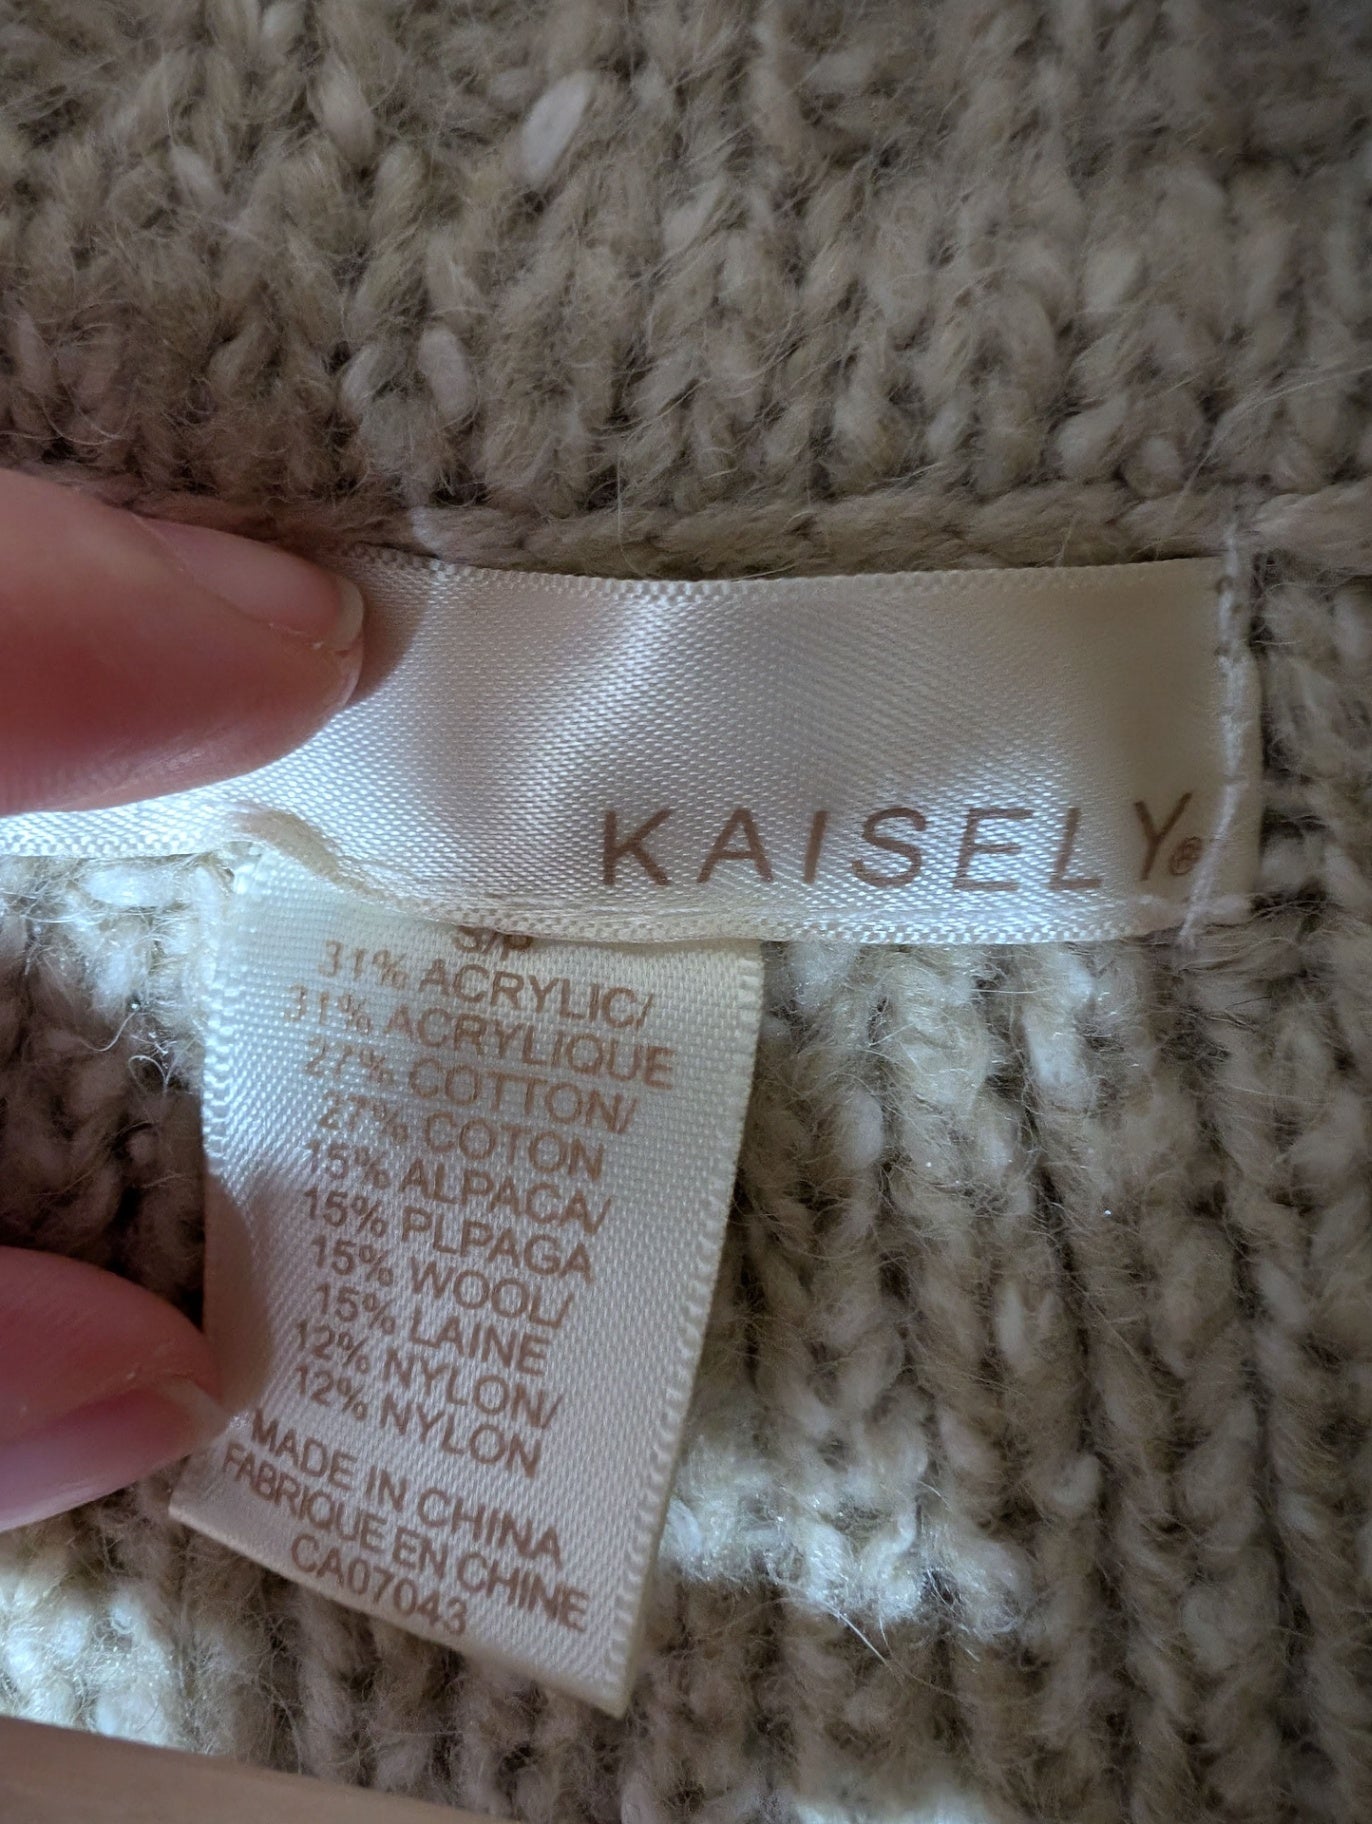 KAISELY®
S/P
31% ACRYLIC/
31% ACRYLIQUE
27% COTTON/
27% COTON
15% ALPACA/
15% PLPAGA
15% WOOL/
15% LAINE
12% NYLON/
12% NYLON
MADE IN CHINA
FABRIQUE EN CHINE
CA07043